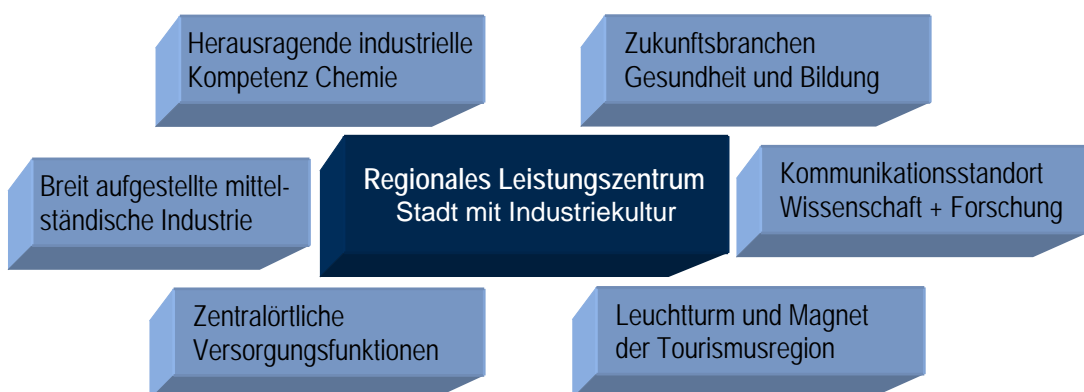 Herausragende industrielle
Kompetenz Chemie
Zukunftsbranchen
Gesundheit und Bildung
Breit aufgestellte mittel-
ständische Industrie
Regionales Leistungszentrum
Stadt mit Industriekultur
Kommunikationsstandort
Wissenschaft + Forschung
Zentralörtliche
Versorgungsfunktionen
Leuchtturm und Magnet
der Tourismusregion